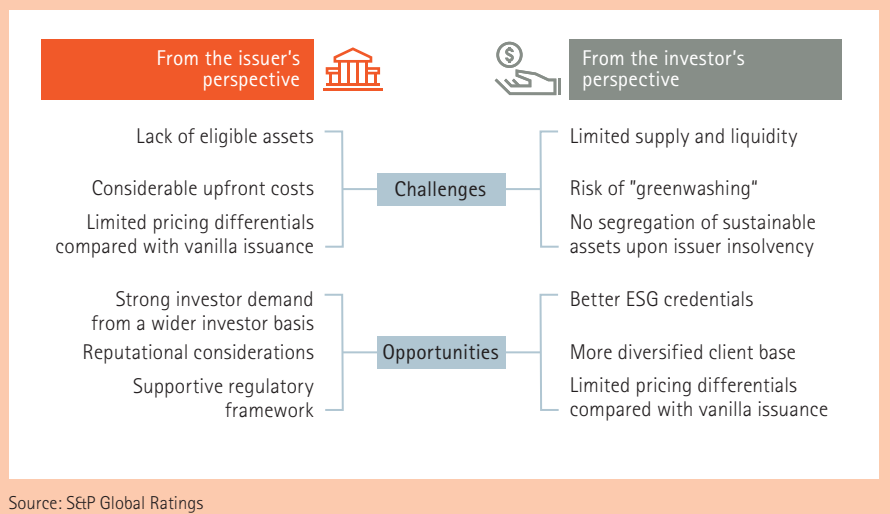 From the issuer's
perspective
$
From the investor's
perspective
Lack of eligible assets
Considerable upfront costs
Limited pricing differentials
compared with vanilla issuance
Challenges
Limited supply and liquidity
Risk of "greenwashing"
No segregation of sustainable
assets upon issuer insolvency
Strong investor demand
from a wider investor basis
Reputational considerations
Supportive regulatory
framework
Opportunities
Better ESG credentials
More diversified client base
Limited pricing differentials
compared with vanilla issuance
Source: S&P Global Ratings